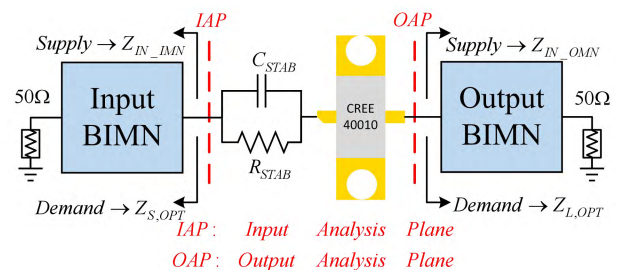 IAP
OAP
Supply → Z_IN_IMN
Supply → Z_IN_OMN
C_STAB
50Ω
Input
BIMN
CREE
40010
Output
BIMN
50Ω
R_STAB
Demand → Z_S,OPT
Demand → Z_L,OPT
IAP : Input Analysis Plane
OAP : Output Analysis Plane